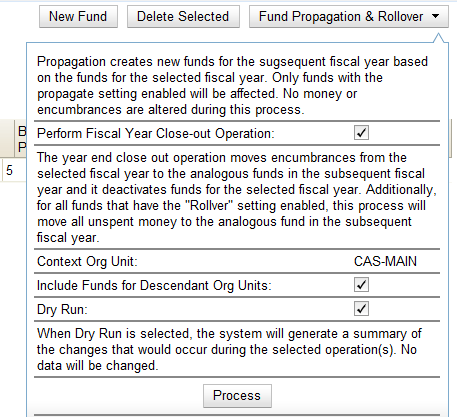 New Fund Delete Selected Fund Propagation & Rollover
Propagation creates new funds for the sugsequent fiscal year based
on the funds for the selected fiscal year. Only funds with the
propagate setting enabled will be affected. No money or
encumbrances are altered during this process.
B Perform Fiscal Year Close-out Operation:
P
The year end close out operation moves encumbrances from the
5 selected fiscal year to the analogous funds in the subsequent fiscal
year and it deactivates funds for the selected fiscal year. Additionally,
for all funds that have the "Rollver" setting enabled, this process will
move all unspent money to the analogous fund in the subsequent
fiscal year.
Context Org Unit: CAS-MAIN
Include Funds for Descendant Org Units:
Dry Run:
When Dry Run is selected, the system will generate a summary of
the changes that would occur during the selected operation(s). No
data will be changed.
Process